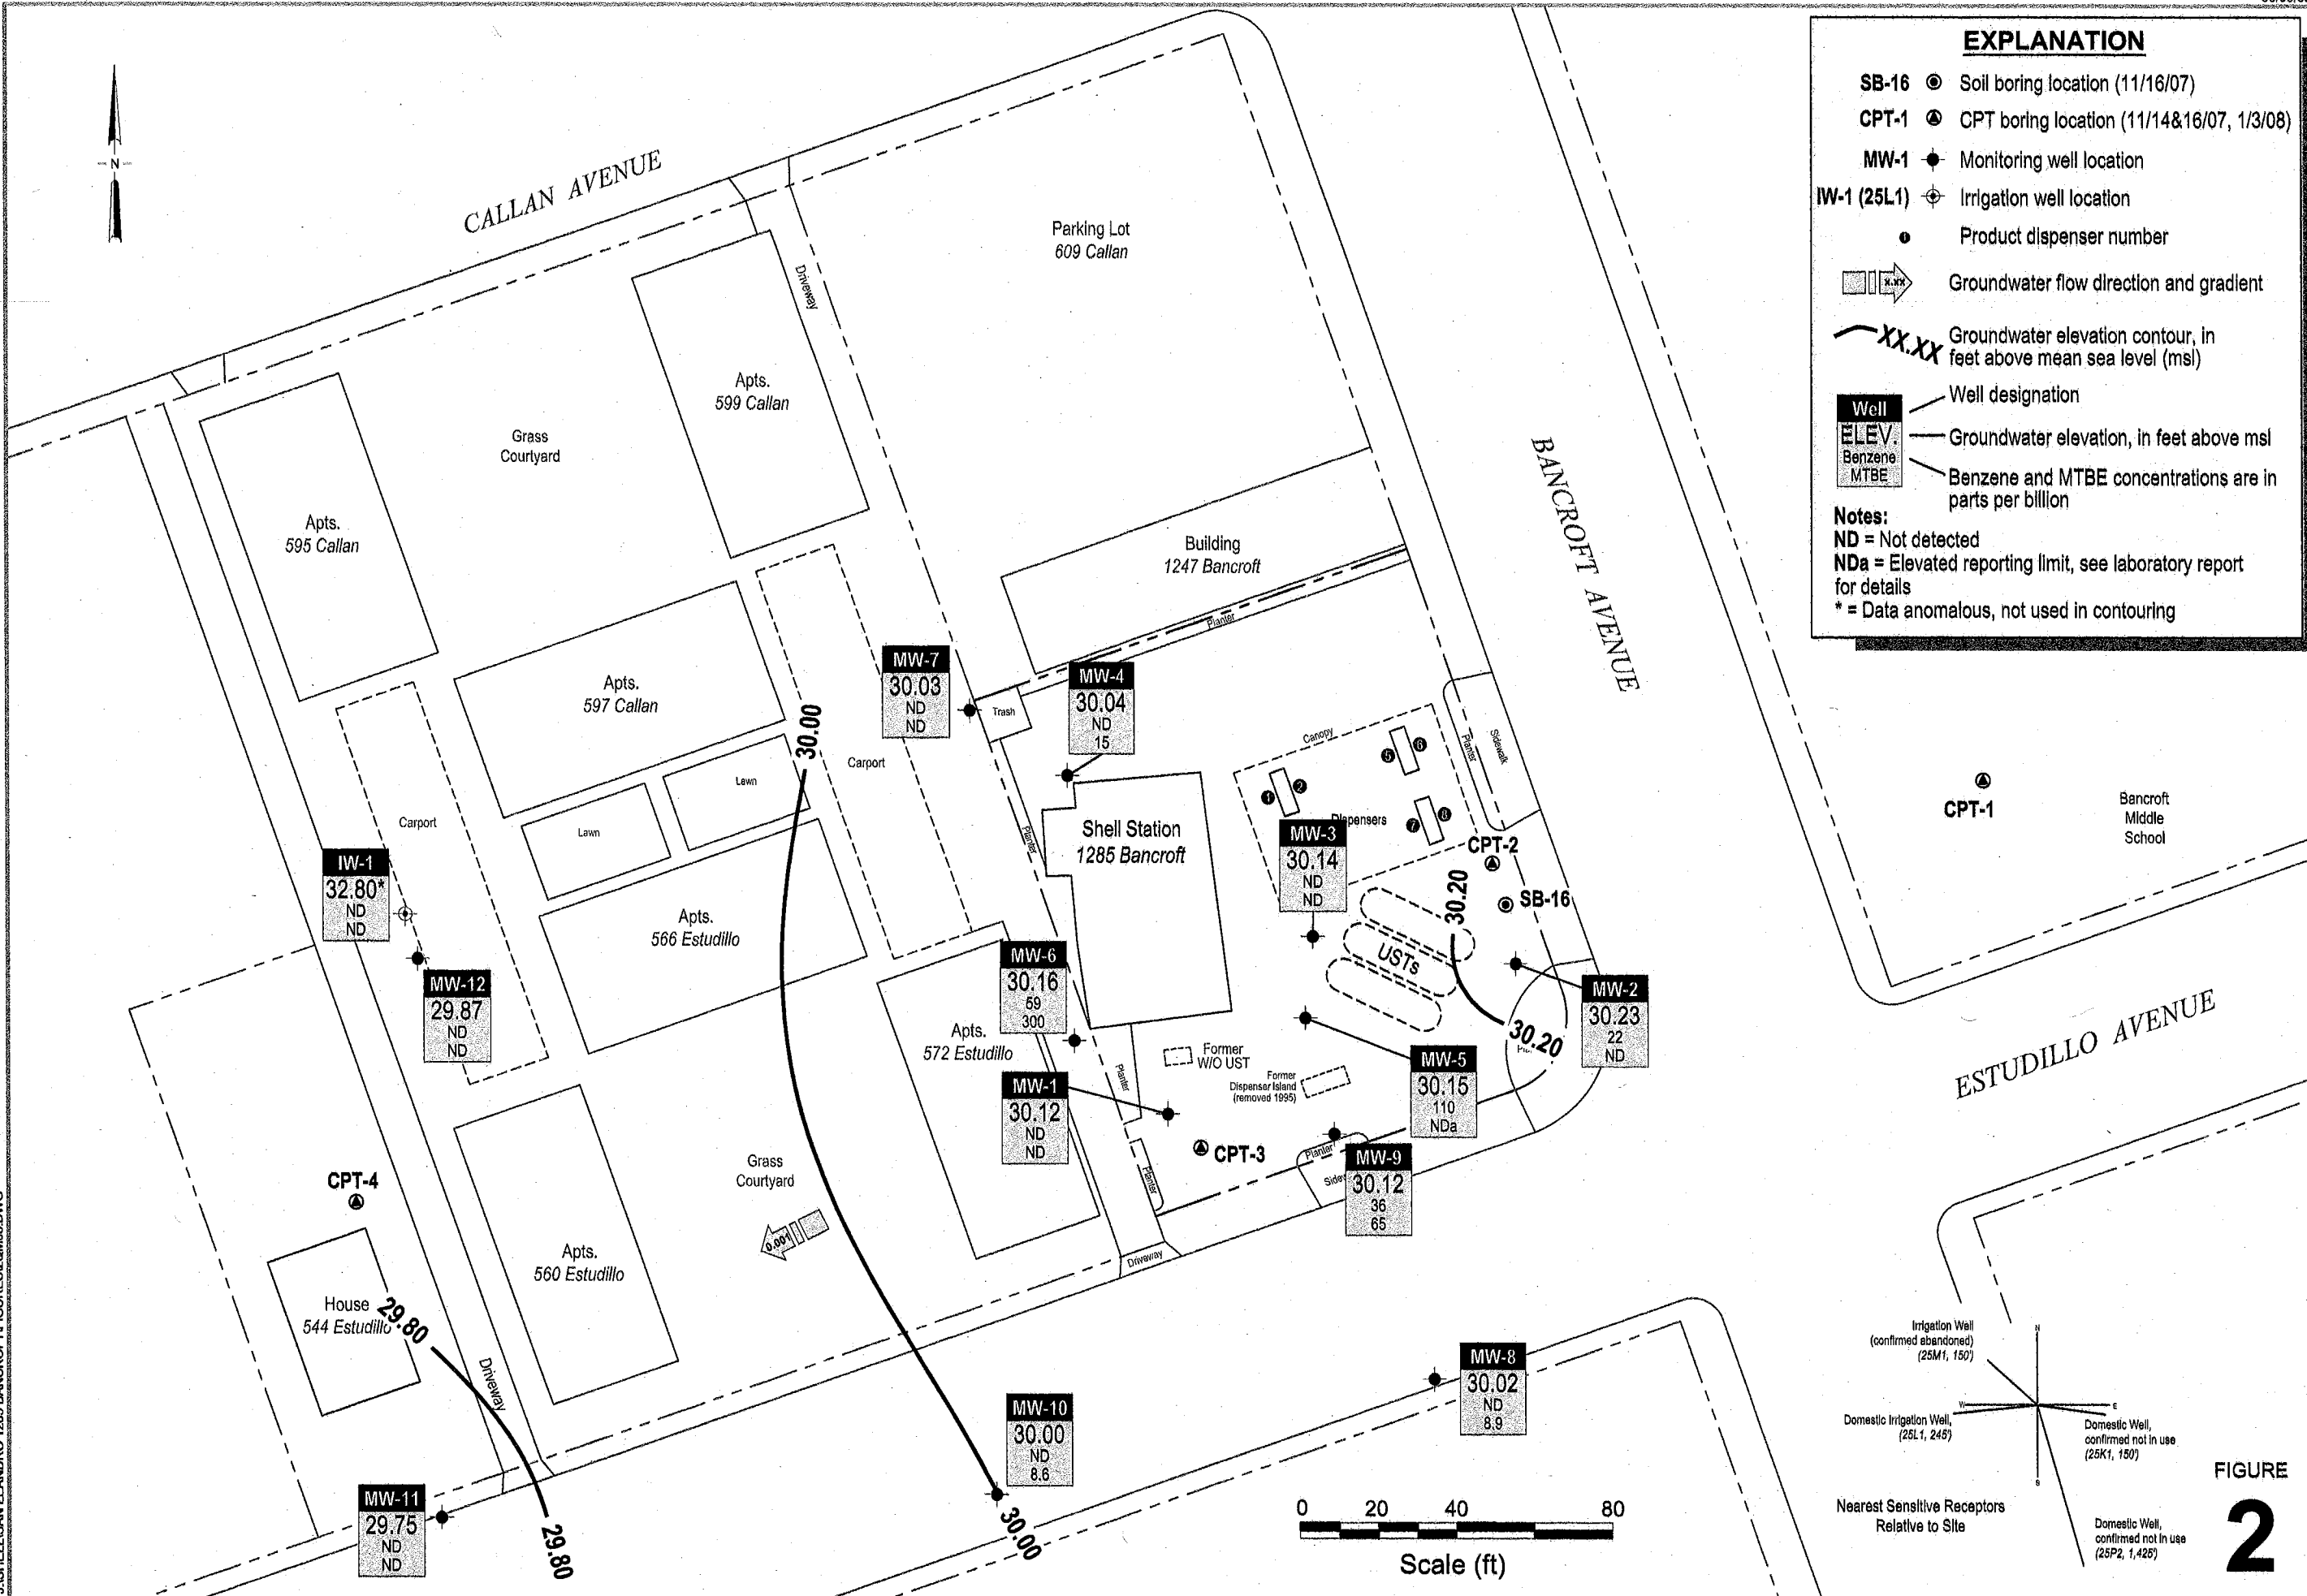 EXPLANATION
SB-16 Soil boring location (11/16/07)
CPT-1 CPT boring location (11/14&16/07, 1/3/08)
MW-1 Monitoring well location
IW-1 (25L1) Irrigation well location
Product dispenser number
x.xx Groundwater flow direction and gradient
XX.XX Groundwater elevation contour, in
feet above mean sea level (msl)
Well
ELEV.
Benzene
MTBE
Well designation
Groundwater elevation, in feet above msl
Benzene and MTBE concentrations are in
parts per billion
Notes:
ND = Not detected
NDa = Elevated reporting limit, see laboratory report
for details
* = Data anomalous, not used in contouring
N
CALLAN AVENUE
Driveway
Parking Lot
609 Callan
Apts.
599 Callan
Grass
Courtyard
Apts.
595 Callan
BANCROFT AVENUE
Building
1247 Bancroft
Planter
Apts.
597 Callan
MW-7
30.03
ND
ND
Trash
MW-4
30.04
ND
15
30.00
Carport
Lawn
Lawn
Carport
Canopy
5
6
1
2
7
8
Dispensers
Planter
Sidewalk
Planter
Shell Station
1285 Bancroft
MW-3
30.14
ND
ND
CPT-2
SB-16
30.20
USTs
CPT-1
Bancroft
Middle
School
IW-1
32.80*
ND
ND
Apts.
566 Estudillo
MW-12
29.87
ND
ND
MW-6
30.16
59
300
Apts.
572 Estudillo
MW-2
30.23
22
ND
30.20
Former
W/O UST
Former
Dispenser Island
(removed 1995)
MW-5
30.15
110
NDa
MW-1
30.12
ND
ND
Planter
CPT-3
Planter
Planter
MW-9
30.12
36
65
ESTUDILLO AVENUE
Grass
Courtyard
CPT-4
0.001
Apts.
560 Estudillo
Driveway
House
544 Estudillo
29.80
Driveway
MW-8
30.02
ND
8.9
MW-10
30.00
ND
8.6
30.00
MW-11
29.75
ND
ND
29.80
0 20 40 80
Scale (ft)
Irrigation Well
(confirmed abandoned)
(25M1, 150')
N
W
E
S
Domestic Irrigation Well,
(25L1, 245')
Domestic Well,
confirmed not in use
(25K1, 150')
Nearest Sensitive Receptors
Relative to Site
Domestic Well,
confirmed not in use
(25P2, 1,425')
FIGURE
2